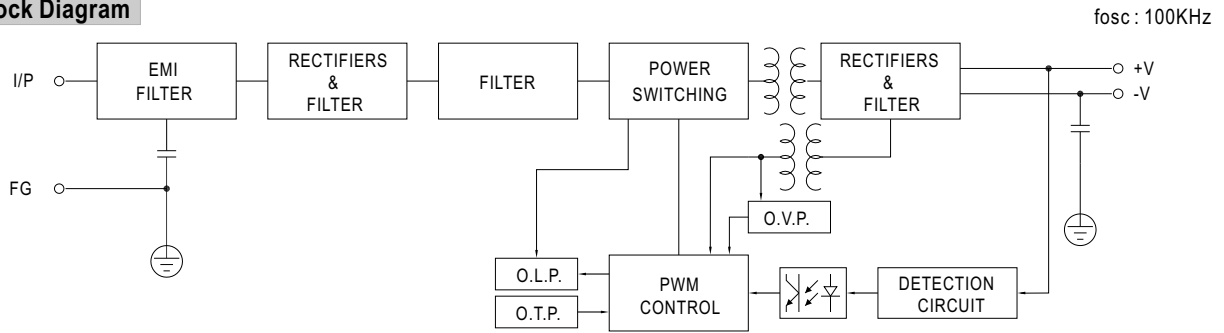 ock Diagram
fosc : 100KHz
I/P
EMI
FILTER
RECTIFIERS
&
FILTER
FILTER
POWER
SWITCHING
RECTIFIERS
&
FILTER
+V
-V
FG
O.V.P.
O.L.P.
O.T.P.
PWM
CONTROL
DETECTION
CIRCUIT